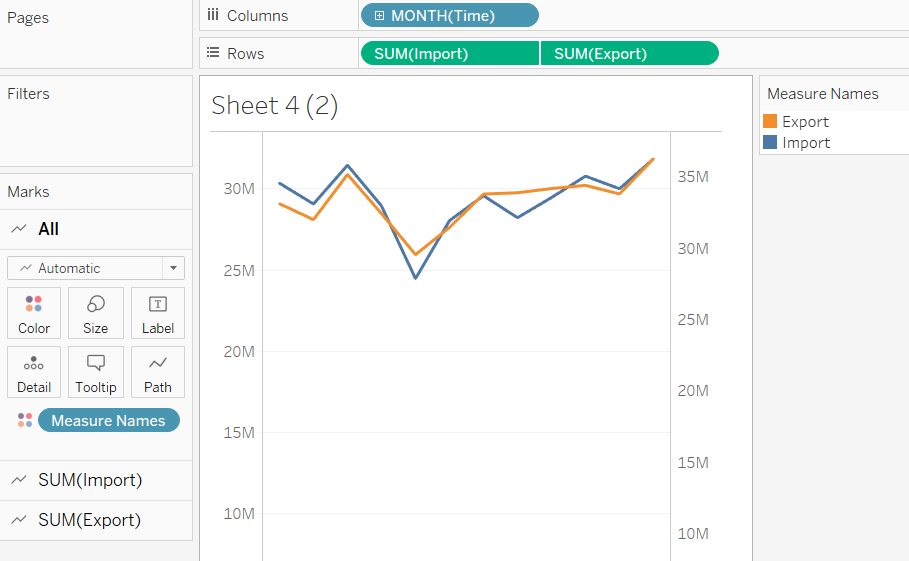 Pages
Columns
MONTH(Time)
Rows
SUM(Import)
SUM(Export)
Filters
Marks
All
Automatic
Color
Size
Label
Detail
Tooltip
Path
Measure Names
SUM(Import)
SUM(Export)
Sheet 4 (2)
30M
25M
20M
15M
10M
35M
30M
25M
20M
15M
10M
Measure Names
Export
Import